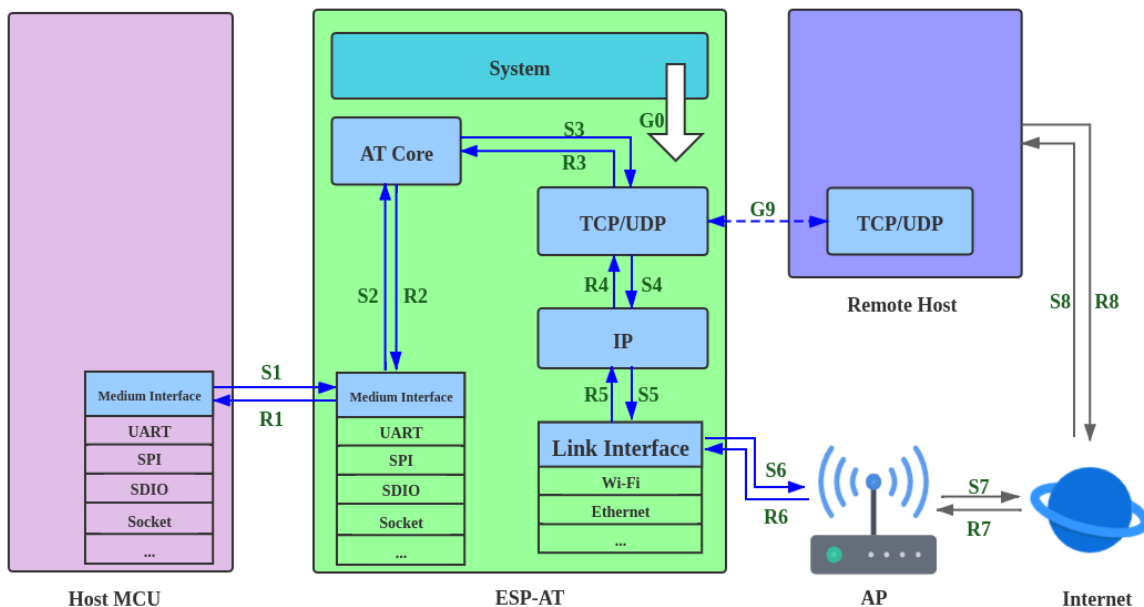 System
G0
AT Core
S3
R3
TCP/UDP
G9
TCP/UDP
S2
R2
R4
S4
Remote Host
S8
R8
IP
S1
R1
Medium Interface
UART
SPI
SDIO
Socket
...
Medium Interface
UART
SPI
SDIO
Socket
...
R5
S5
Link Interface
Wi-Fi
Ethernet
...
S6
R6
S7
R7
Host MCU
ESP-AT
AP
Internet